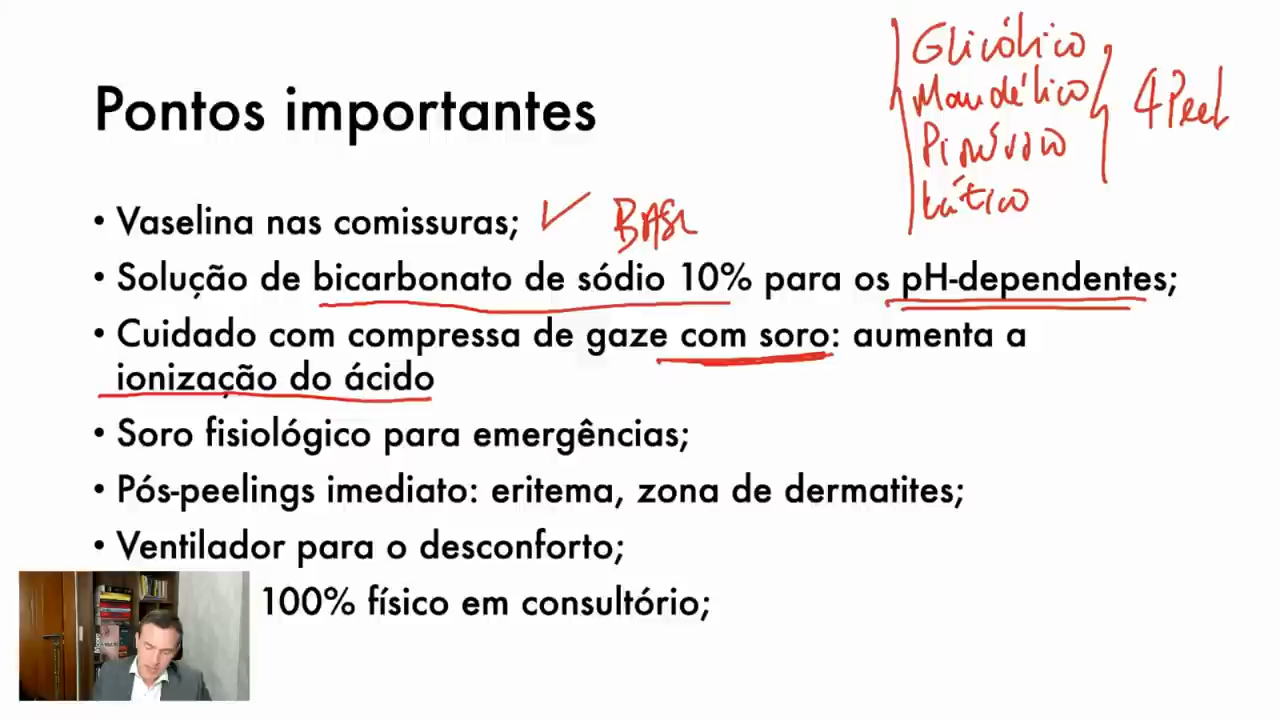 Glicólico
Mandélico
Pirúvico
Lático
4 Peel
Pontos importantes
• Vaselina nas comissuras; ✓ BASE
• Solução de bicarbonato de sódio 10% para os pH-dependentes;
• Cuidado com compressa de gaze com soro: aumenta a
ionização do ácido
• Soro fisiológico para emergências;
• Pós-peelings imediato: eritema, zona de dermatites;
• Ventilador para o desconforto;
100% físico em consultório;